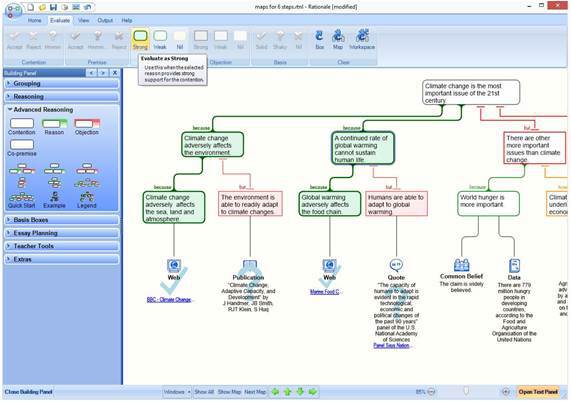 maps for 6 steps.rtnl - Rationale [modified]
Home Evaluate View Output Help
Accept Reject Hmmm... Accept Reject Hmmm Strong Weak Nil Strong Weak Nil Solid Shaky Nil Box Map Workspace
Contention Premise Objection Basis Clear
Evaluate as Strong
Use this when the selected
reason provides strong
support for the contention.
Building Panel < > X
Grouping
Reasoning
Advanced Reasoning
Contention Reason Objection
Co-premise
Quick Start Example Legend
Basis Boxes
Essay Planning
Teacher Tools
Extras
Climate change is the most
important issue of the 21st
century.
because because but
Climate change
adversely affects
the environment.
A continued rate of
global warming
cannot sustain
human life.
There are other
more important
issues than climate
change.
because but because but because
Climate change
adversely affects
the sea, land and
atmosphere.
The environment is
able to readily adapt
to climate changes.
Global warming
adversely affects
the food chain.
Humans are able to
adapt to global
warming.
World hunger is
more important
Web
BBC - Climate Change...
Publication
"Climate Change,
Adaptive Capacity, and
Development" by
J Handmer, JB Smith,
RJT Klein, S Huq
Web
Marine Food C...
Quote
"The capacity of
humans to adapt is
evident in the rapid
technological,
economic and
political changes of
the past 90 years"
panel of the U.S.
National Academy
of Sciences
Common Belief
The claim is widely
believed.
Data
There are 779
million hungry
people in
developing
countries,
according to the
Food and
Agriculture
Organisation of the
United Nations
Close Building Panel Windows Show All Show Map Next Map 85% Open Text Panel